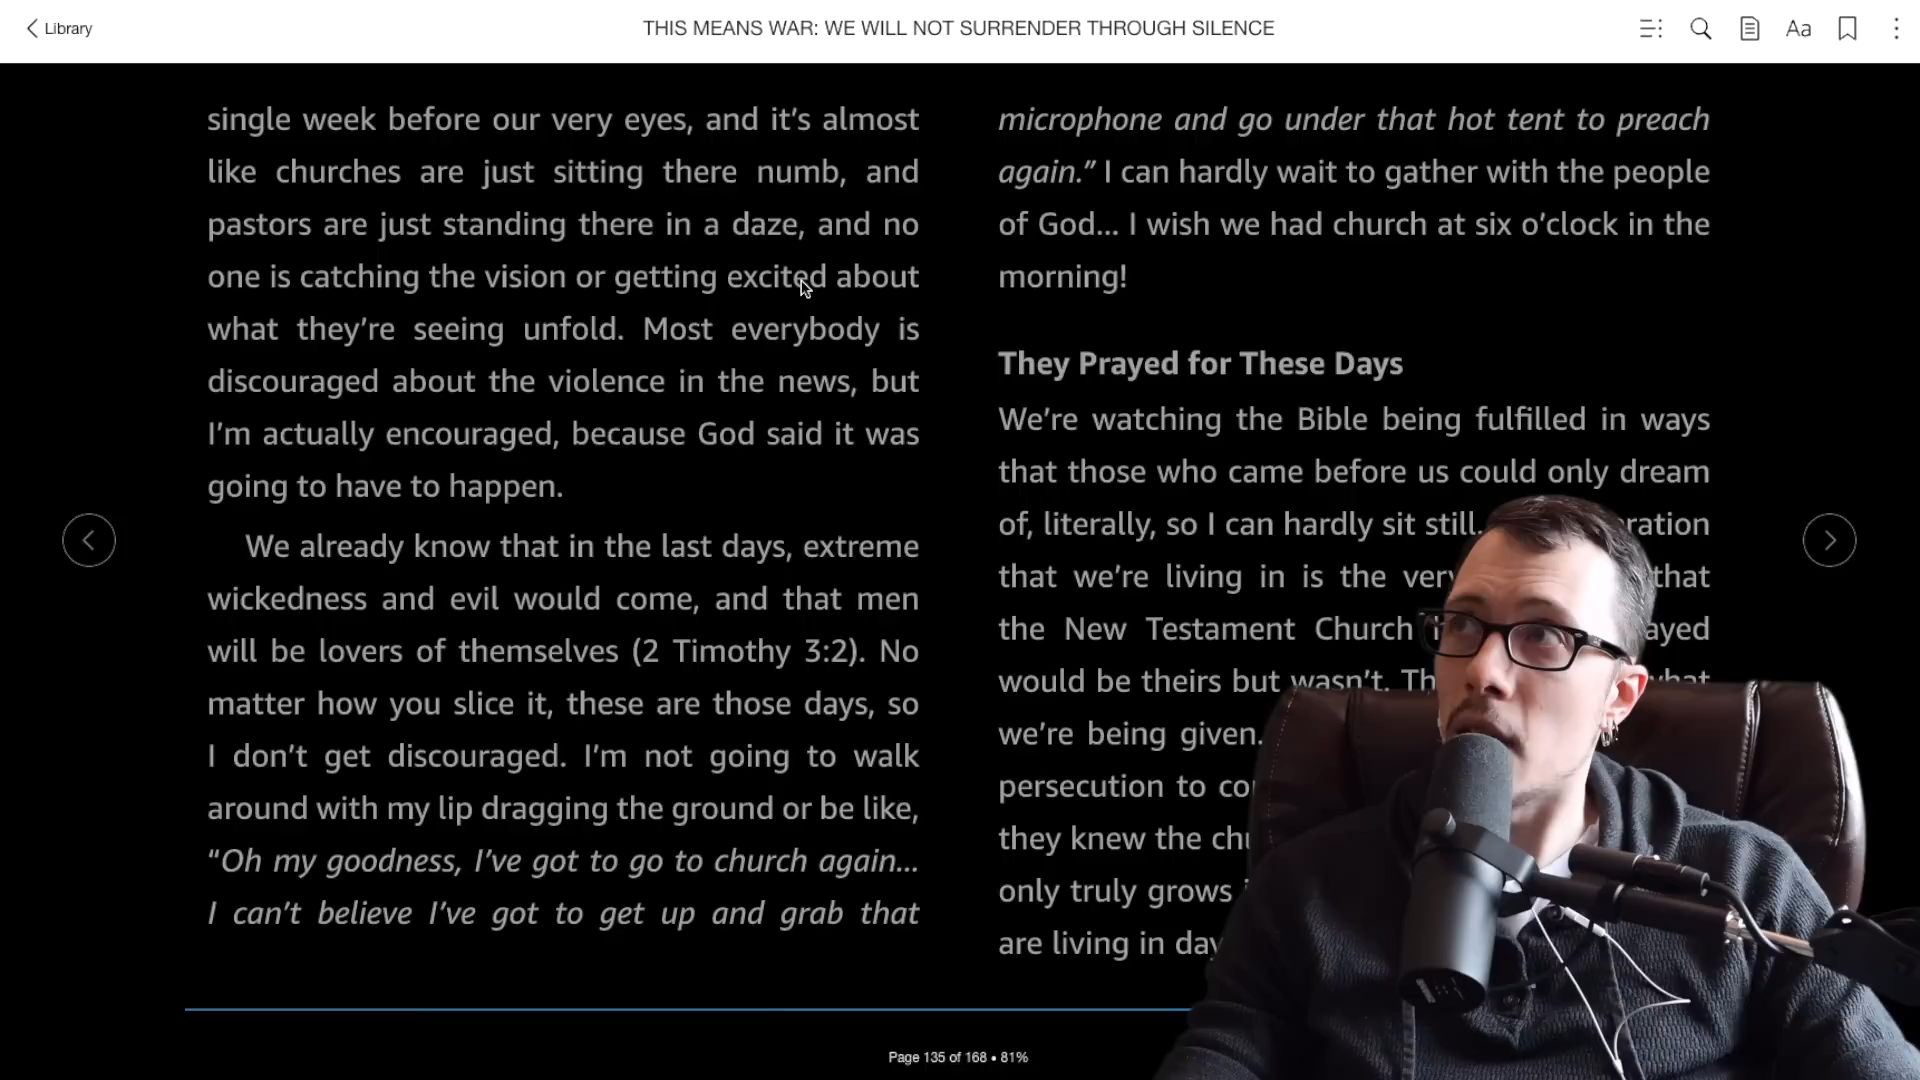 Library
THIS MEANS WAR: WE WILL NOT SURRENDER THROUGH SILENCE
Aa
single week before our very eyes, and it’s almost
like churches are just sitting there numb, and
pastors are just standing there in a daze, and no
one is catching the vision or getting excited about
what they’re seeing unfold. Most everybody is
discouraged about the violence in the news, but
I’m actually encouraged, because God said it was
going to have to happen.
We already know that in the last days, extreme
wickedness and evil would come, and that men
will be lovers of themselves (2 Timothy 3:2). No
matter how you slice it, these are those days, so
I don’t get discouraged. I’m not going to walk
around with my lip dragging the ground or be like,
“Oh my goodness, I’ve got to go to church again...
I can’t believe I’ve got to get up and grab that
microphone and go under that hot tent to preach
again.” I can hardly wait to gather with the people
of God... I wish we had church at six o’clock in the
morning!
They Prayed for These Days
We’re watching the Bible being fulfilled in ways
that those who came before us could only dream
of, literally, so I can hardly sit still.
that we’re living in is the that
the New Testament Church
would be theirs but wasn’t. what
we’re being given.
persecution to
they knew the
only truly grows
are living in
Page 135 of 168 • 81%